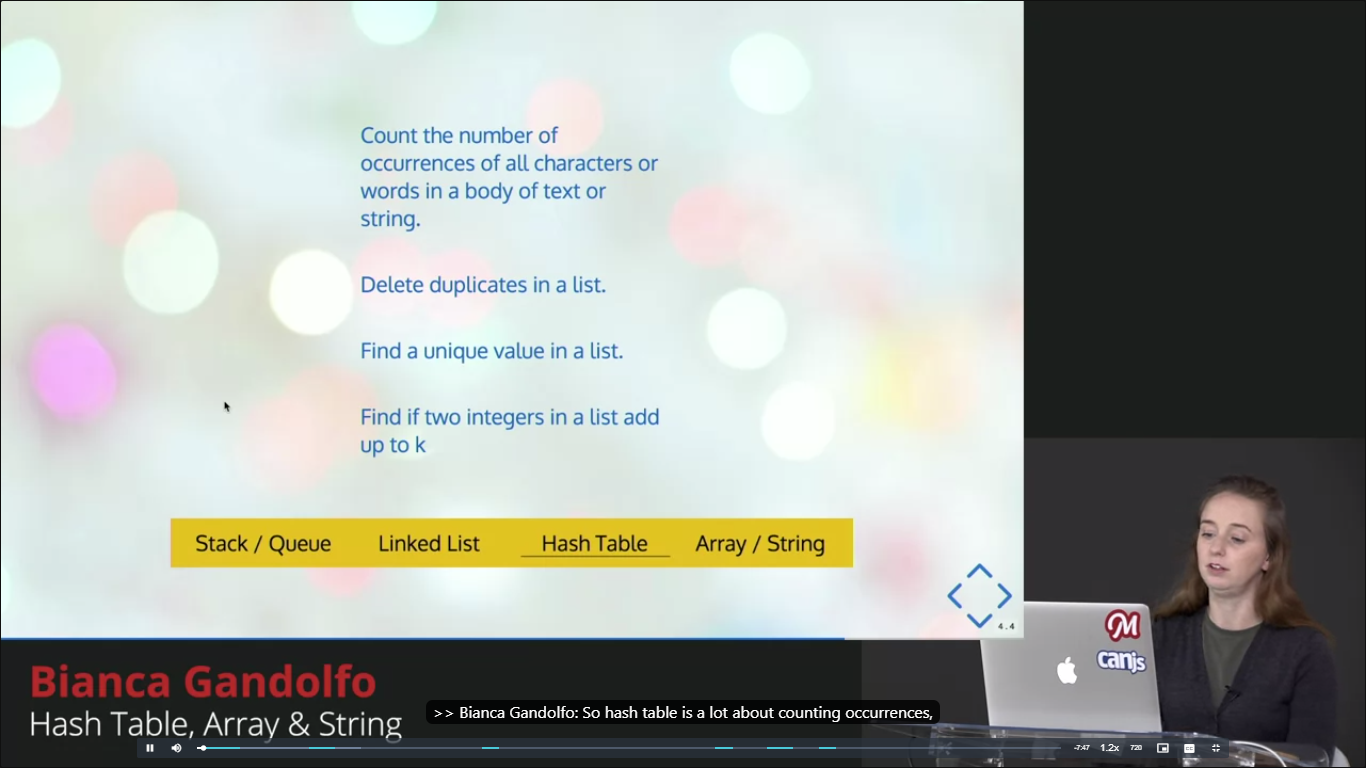 Count the number of
occurrences of all characters or
words in a body of text or
string.
Delete duplicates in a list.
Find a unique value in a list.
Find if two integers in a list add
up to k
Stack / Queue Linked List Hash Table Array / String
4.4
M
canjs
Bianca Gandolfo
Hash Table, Array & String
>> Bianca Gandolfo: So hash table is a lot about counting occurrences,
-7:47 1.2x 720